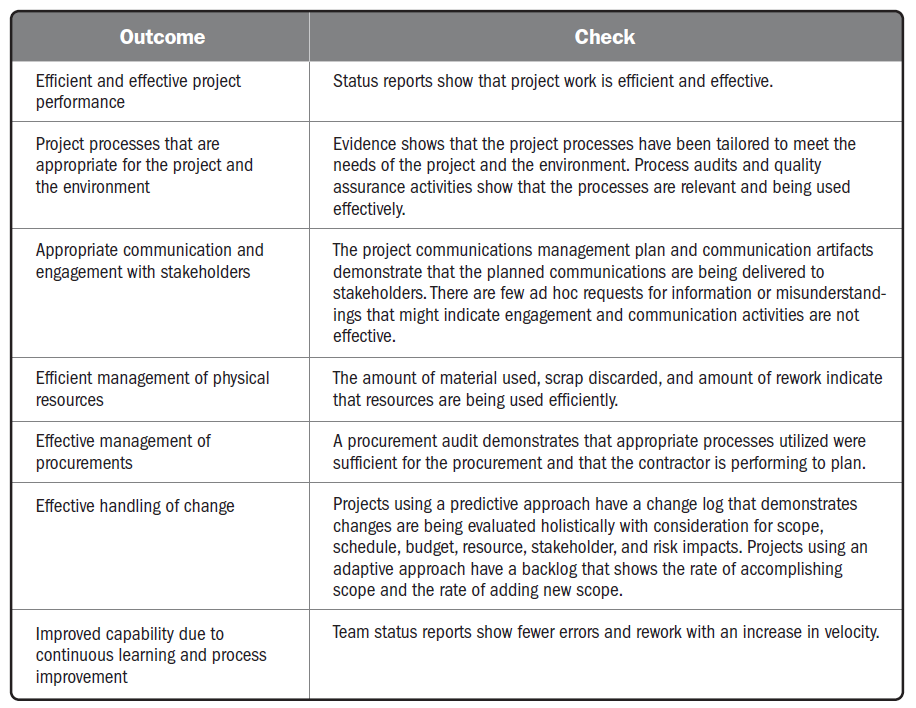 Outcome
Check
Efficient and effective project
performance
Status reports show that project work is efficient and effective.
Project processes that are
appropriate for the project and
the environment
Evidence shows that the project processes have been tailored to meet the
needs of the project and the environment. Process audits and quality
assurance activities show that the processes are relevant and being used
effectively.
Appropriate communication and
engagement with stakeholders
The project communications management plan and communication artifacts
demonstrate that the planned communications are being delivered to
stakeholders. There are few ad hoc requests for information or misunderstand-
ings that might indicate engagement and communication activities are not
effective.
Efficient management of physical
resources
The amount of material used, scrap discarded, and amount of rework indicate
that resources are being used efficiently.
Effective management of
procurements
A procurement audit demonstrates that appropriate processes utilized were
sufficient for the procurement and that the contractor is performing to plan.
Effective handling of change
Projects using a predictive approach have a change log that demonstrates
changes are being evaluated holistically with consideration for scope,
schedule, budget, resource, stakeholder, and risk impacts. Projects using an
adaptive approach have a backlog that shows the rate of accomplishing
scope and the rate of adding new scope.
Improved capability due to
continuous learning and process
improvement
Team status reports show fewer errors and rework with an increase in velocity.